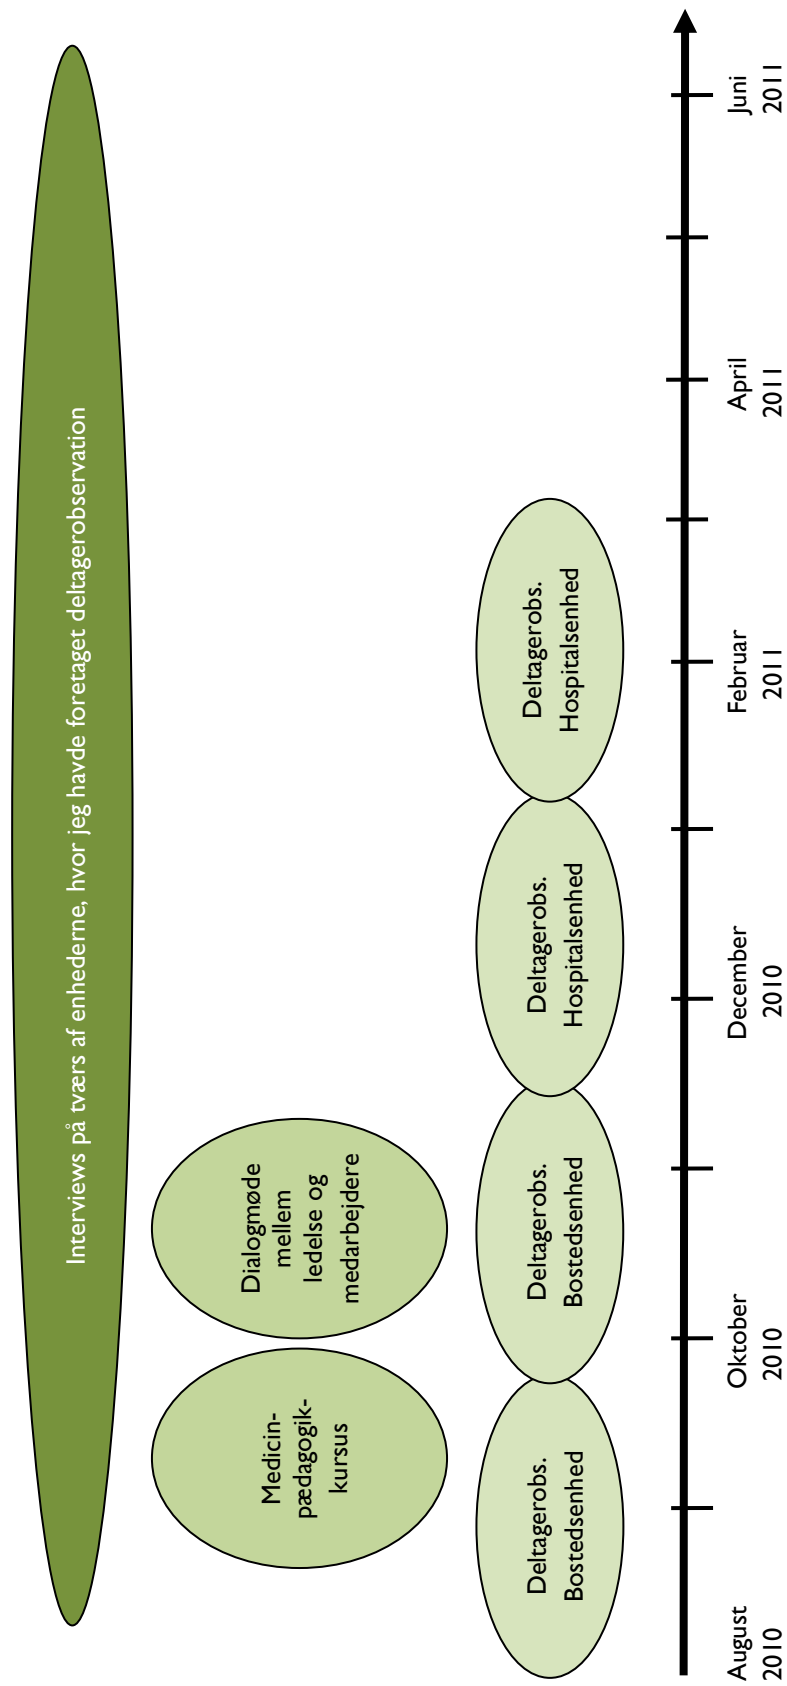 Interviews på tværs af enhederne, hvor jeg havde foretaget deltagerobservation
Medicin-
pædagogik-
kursus
Dialogmøde
mellem
ledelse og
medarbejdere
Deltagerobs.
Bostedsenhed
Deltagerobs.
Bostedsenhed
Deltagerobs.
Hospitalsenhed
Deltagerobs.
Hospitalsenhed
August
2010
Oktober
2010
December
2010
Februar
2011
April
2011
Juni
2011